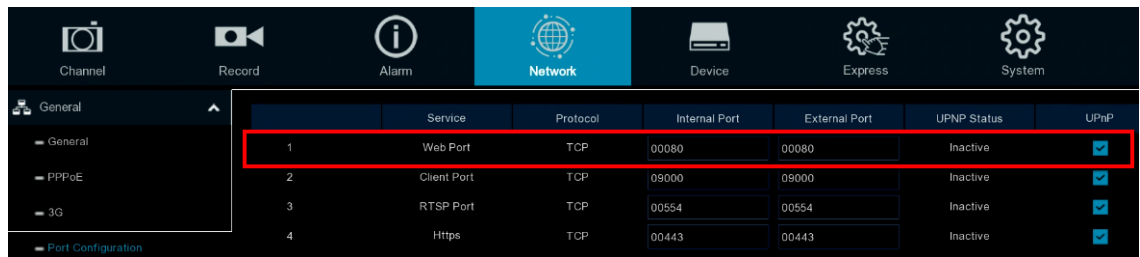 Channel Record Alarm Network Device Express System
General
Service Protocol Internal Port External Port UPNP Status UPnP
General
1 Web Port TCP 00080 00080 Inactive
PPPoE
2 Client Port TCP 09000 09000 Inactive
3G
3 RTSP Port TCP 00554 00554 Inactive
Port Configuration
4 Https TCP 00443 00443 Inactive